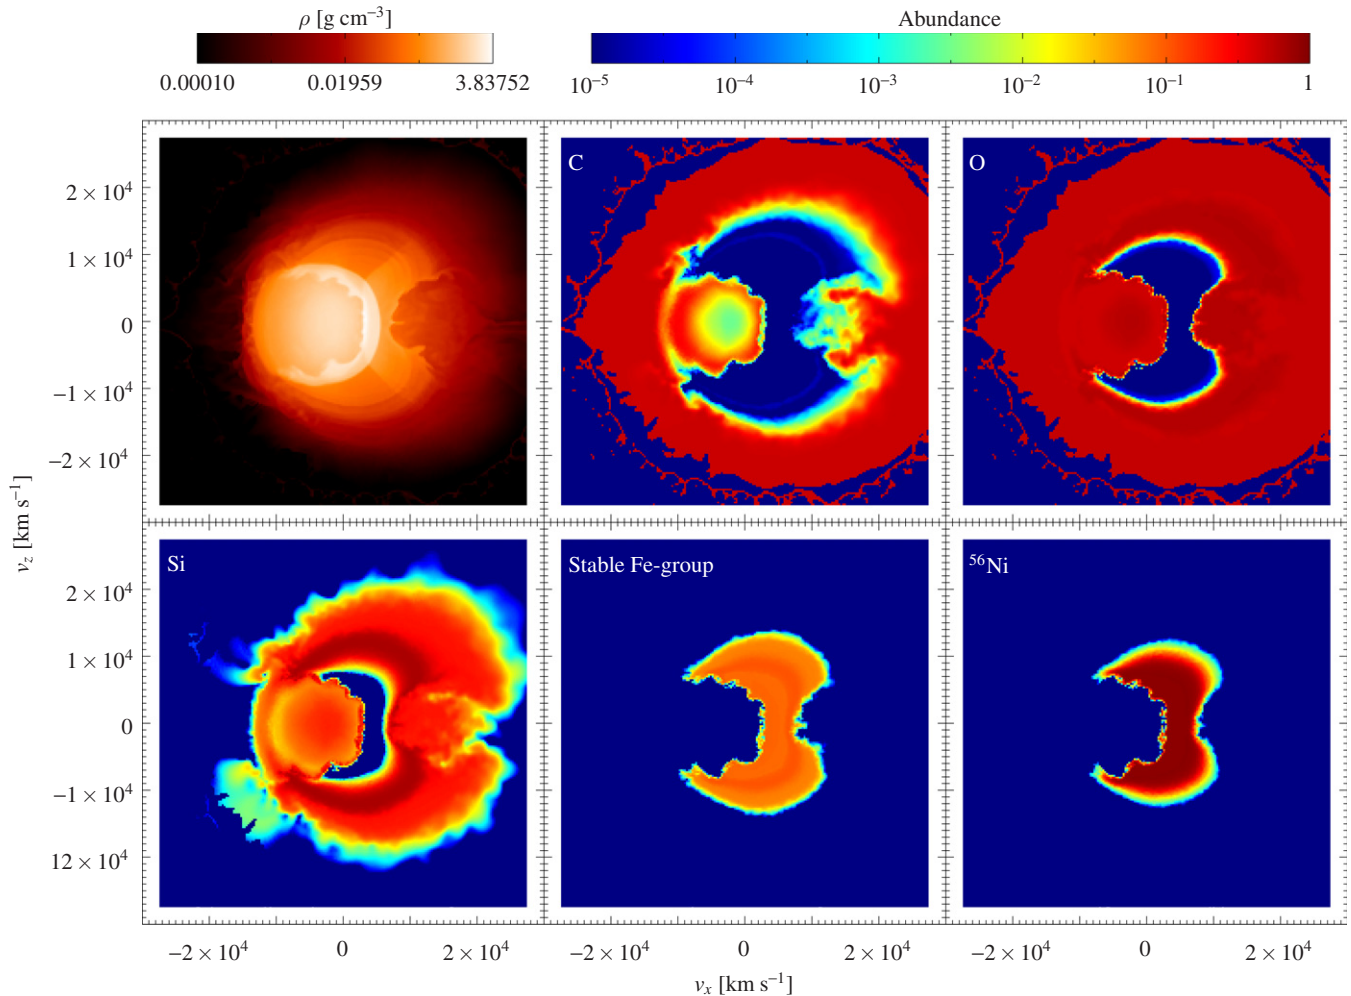 ρ [g cm⁻³]
Abundance
0.00010 0.01959 3.83752
10⁻⁵ 10⁻⁴ 10⁻³ 10⁻² 10⁻¹ 1
C
O
2 × 10⁴
1 × 10⁴
0
−1 × 10⁴
−2 × 10⁴
v_z [km s⁻¹]
Si
Stable Fe-group
⁵⁶Ni
2 × 10⁴
1 × 10⁴
0
−1 × 10⁴
12 × 10⁴
−2 × 10⁴ 0 2 × 10⁴ −2 × 10⁴ 0 2 × 10⁴ −2 × 10⁴ 0 2 × 10⁴
v_x [km s⁻¹]